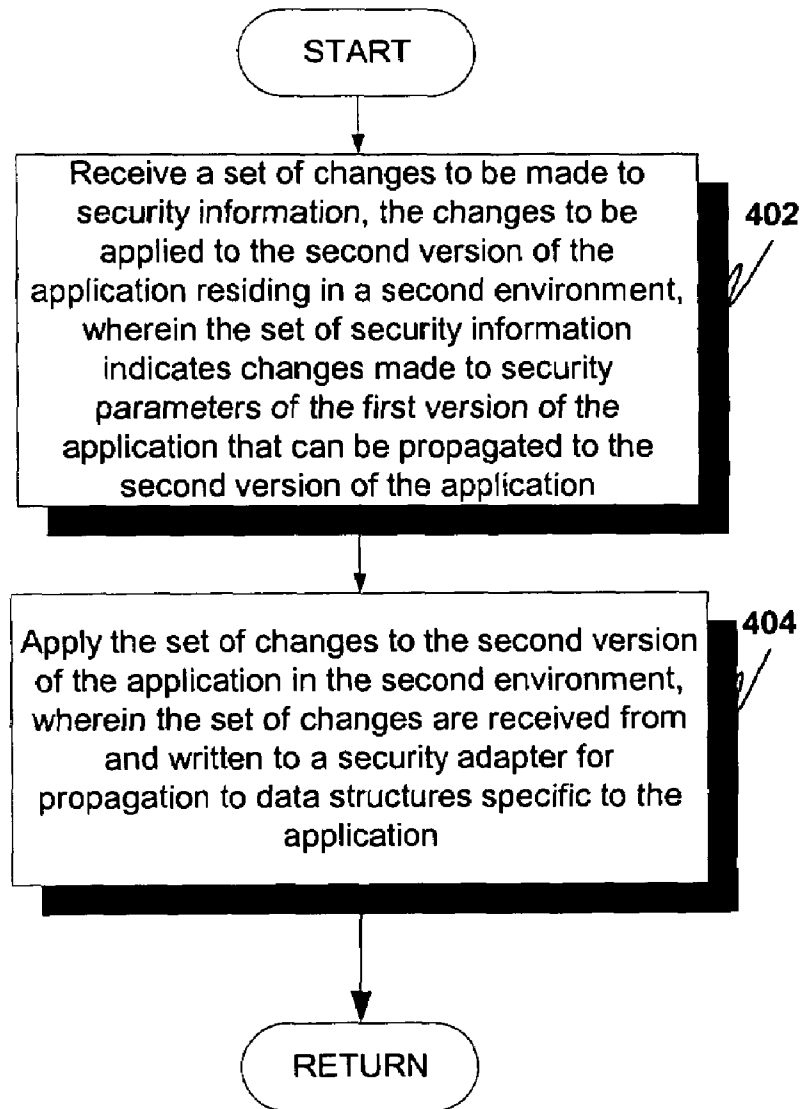 START
Receive a set of changes to be made to
security information, the changes to be
applied to the second version of the
application residing in a second environment,
wherein the set of security information
indicates changes made to security
parameters of the first version of the
application that can be propagated to the
second version of the application
402
Apply the set of changes to the second version
of the application in the second environment,
wherein the set of changes are received from
and written to a security adapter for
propagation to data structures specific to the
application
404
RETURN